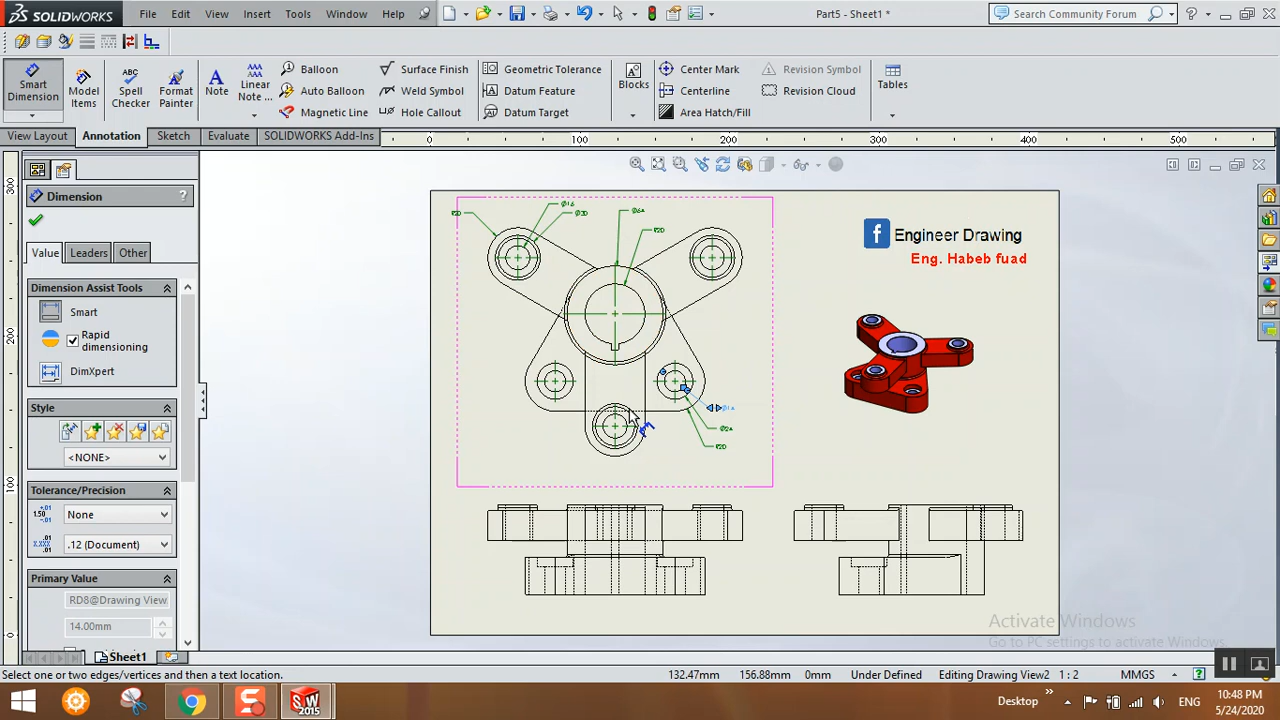 SOLIDWORKS
File
Edit
View
Insert
Tools
Window
Help
Part5 - Sheet1 *
Search Community Forum
Smart
Dimension
Model
Items
ABC
Spell
Checker
Format
Painter
A
Note
Linear
Note ...
Balloon
Auto Balloon
Magnetic Line
Surface Finish
Weld Symbol
Hole Callout
Geometric Tolerance
Datum Feature
Datum Target
Blocks
Center Mark
Centerline
Area Hatch/Fill
Revision Symbol
Revision Cloud
Tables
View Layout
Annotation
Sketch
Evaluate
SOLIDWORKS Add-Ins
0
100
200
300
400
500
300
200
100
0
Dimension
?
Value
Leaders
Other
Dimension Assist Tools
Smart
Rapid
dimensioning
DimXpert
Style
<NONE>
Tolerance/Precision
None
.12 (Document)
Primary Value
RD8@Drawing View
14.00mm
f Engineer Drawing
Eng. Habeb fuad
Activate Windows
Go to PC settings to activate Windows.
Sheet1
Select one or two edges/vertices and then a text location.
132.47mm
156.88mm
0mm
Under Defined
Editing Drawing View2
1 : 2
MMGS
SW
2015
Desktop
ENG
10:48 PM
5/24/2020